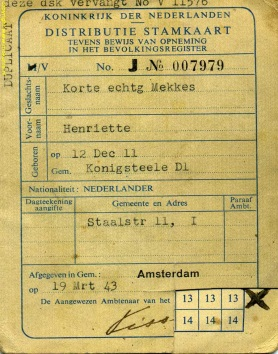 deze dsk vervangt No V 11576
DUPLICAAT
KONINKRIJK DER NEDERLANDEN
DISTRIBUTIE STAMKAART
TEVENS BEWIJS VAN OPNEMING
IN HET BEVOLKINGSREGISTER
M/V No. J No 007979
Geslachtsnaam Korte echtg Mekkes
Voornaam Henriette
Geboren op 12 Dec 11
Gem. Konigsteele Dl
Nationaliteit: NEDERLANDER
Dagteekening aangifte Gemeente en Adres Paraaf Ambt.
Staalstr 11, I
Afgegeven in Gem.: Amsterdam
op 19 Mrt 43
De Aangewezen Ambtenaar van het
13 13 13
14 14 14